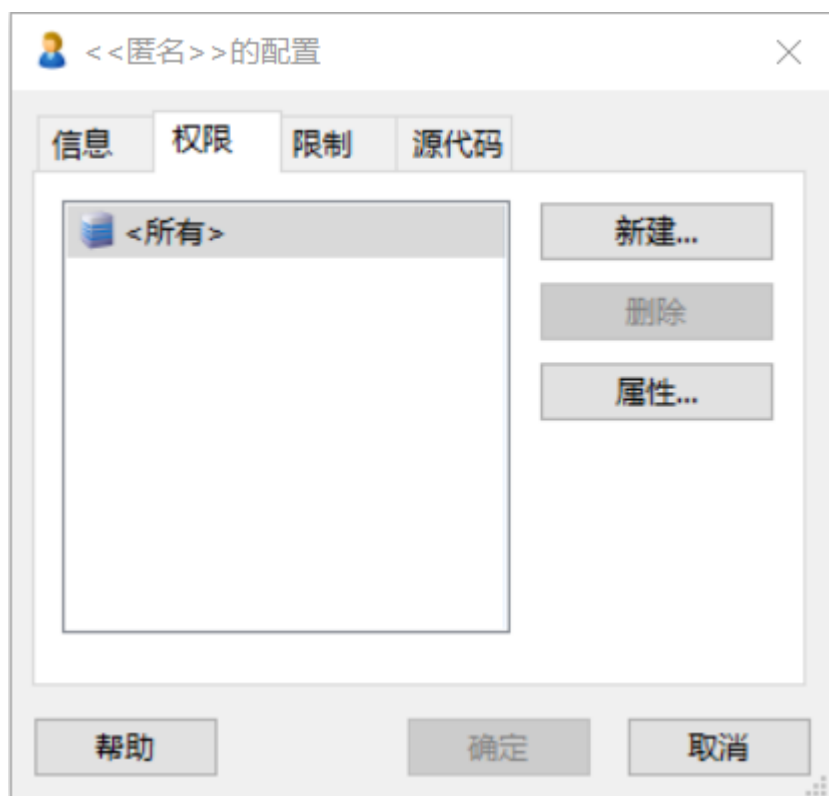 <<匿名>>的配置
信息 权限 限制 源代码
<所有>
新建...
删除
属性...
帮助 确定 取消